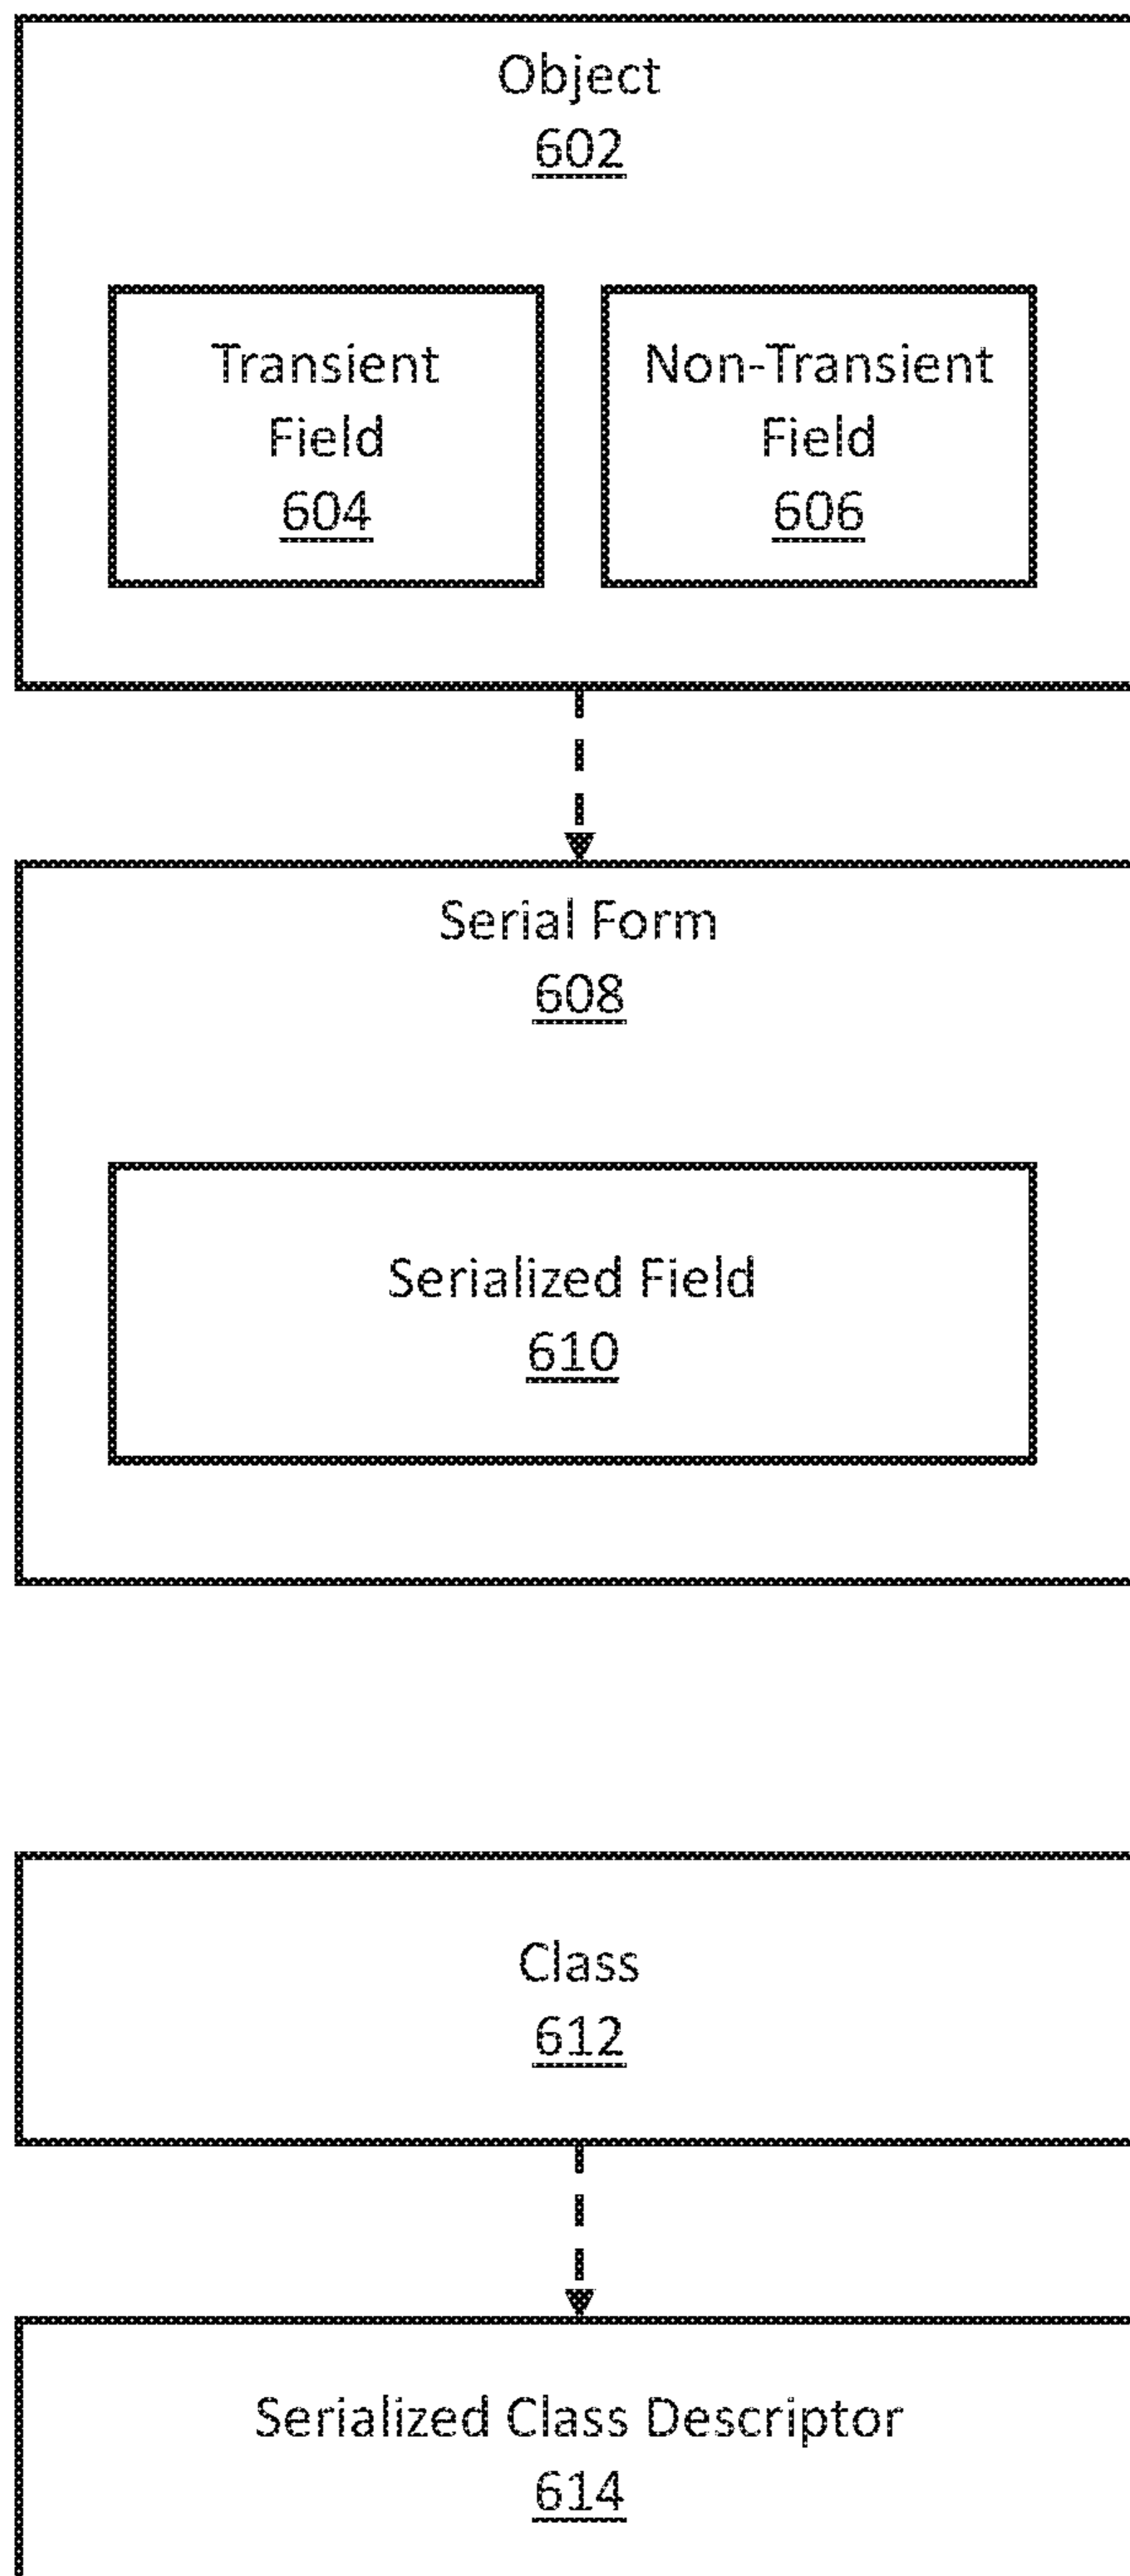 Object
602
Transient
Field
604
Non-Transient
Field
606
Serial Form
608
Serialized Field
610
Class
612
Serialized Class Descriptor
614